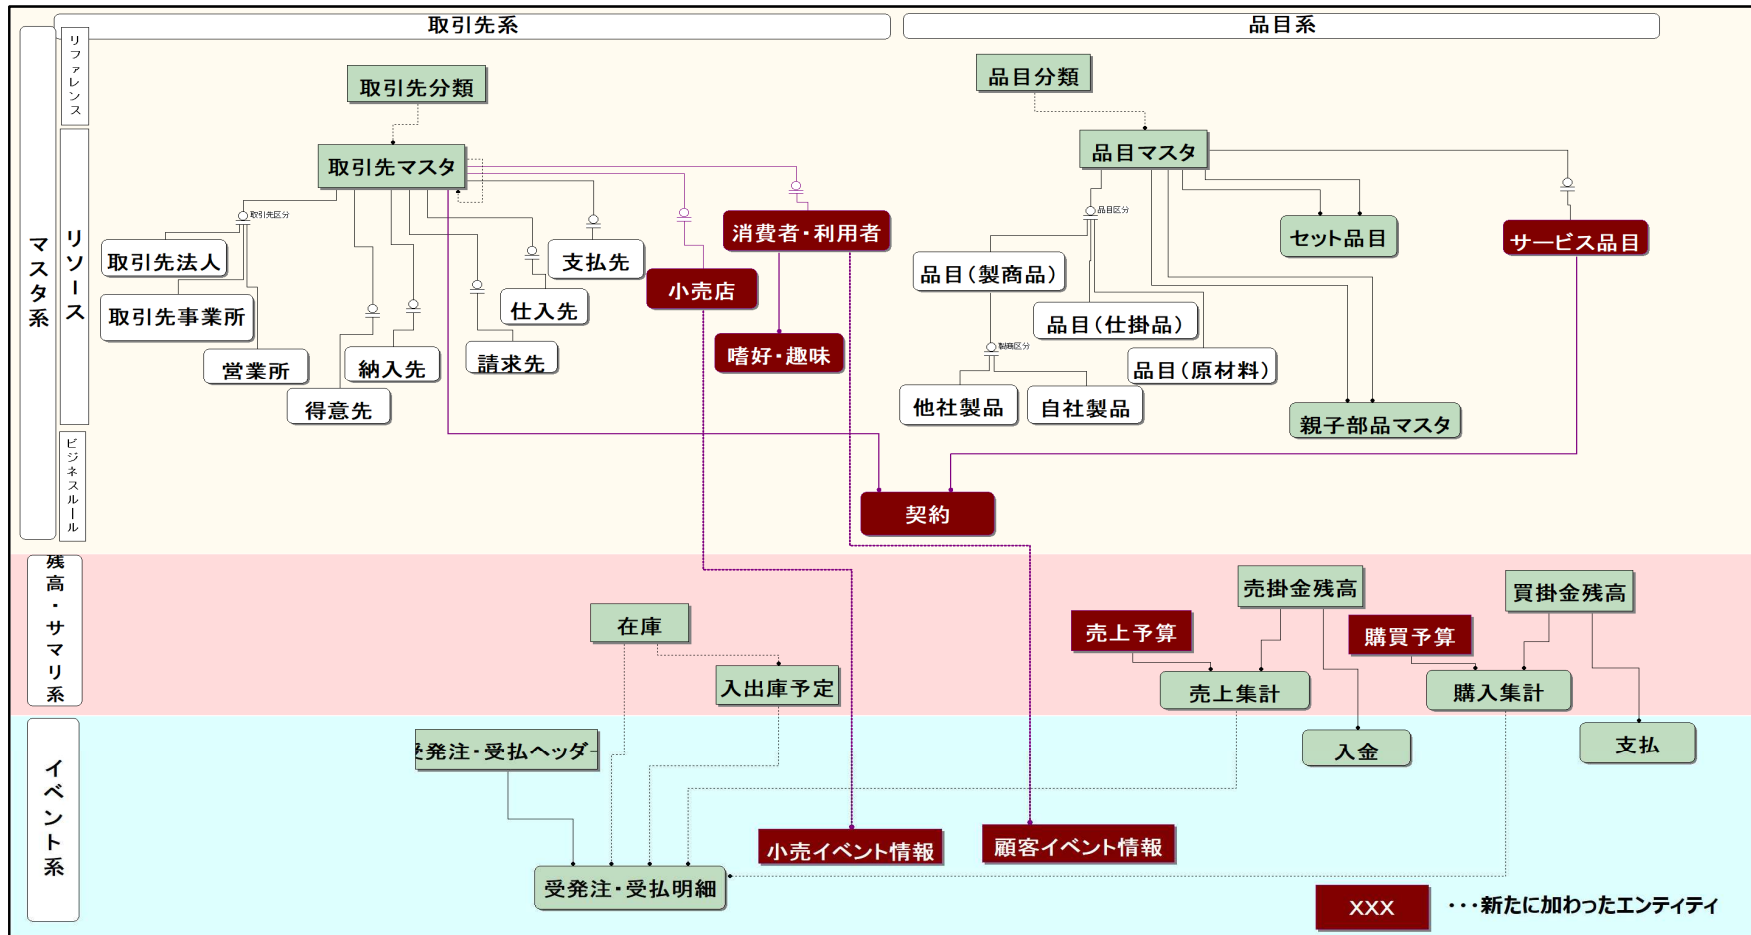 取引先系
品目系
マスタ系
リファレンス
リソース
ビジネスルール
取引先分類
取引先マスタ
取引先区分
取引先法人
取引先事業所
営業所
得意先
納入先
請求先
仕入先
支払先
小売店
消費者・利用者
嗜好・趣味
品目分類
品目マスタ
品目区分
品目(製商品)
品目(仕掛品)
品目(原材料)
製商区分
他社製品
自社製品
セット品目
サービス品目
親子部品マスタ
契約
残高・サマリ系
在庫
入出庫予定
売上予算
売掛金残高
売上集計
購買予算
買掛金残高
購入集計
イベント系
受発注・受払ヘッダー
入金
支払
小売イベント情報
顧客イベント情報
受発注・受払明細
XXX
・・・新たに加わったエンティティ